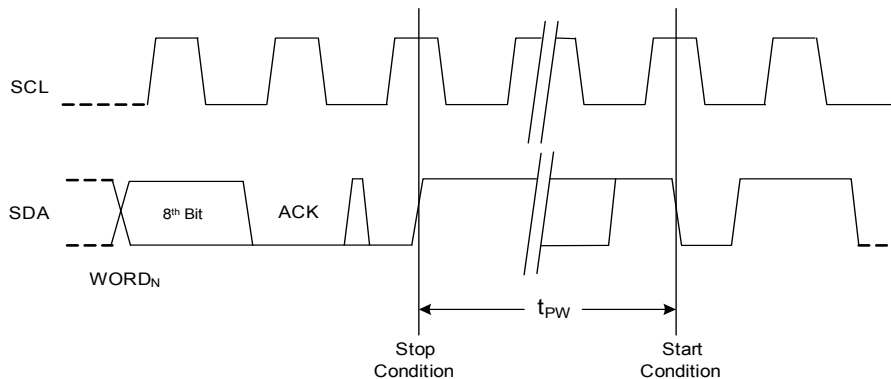 SCL
SDA
8th Bit
ACK
WORDN
tPW
Stop
Condition
Start
Condition